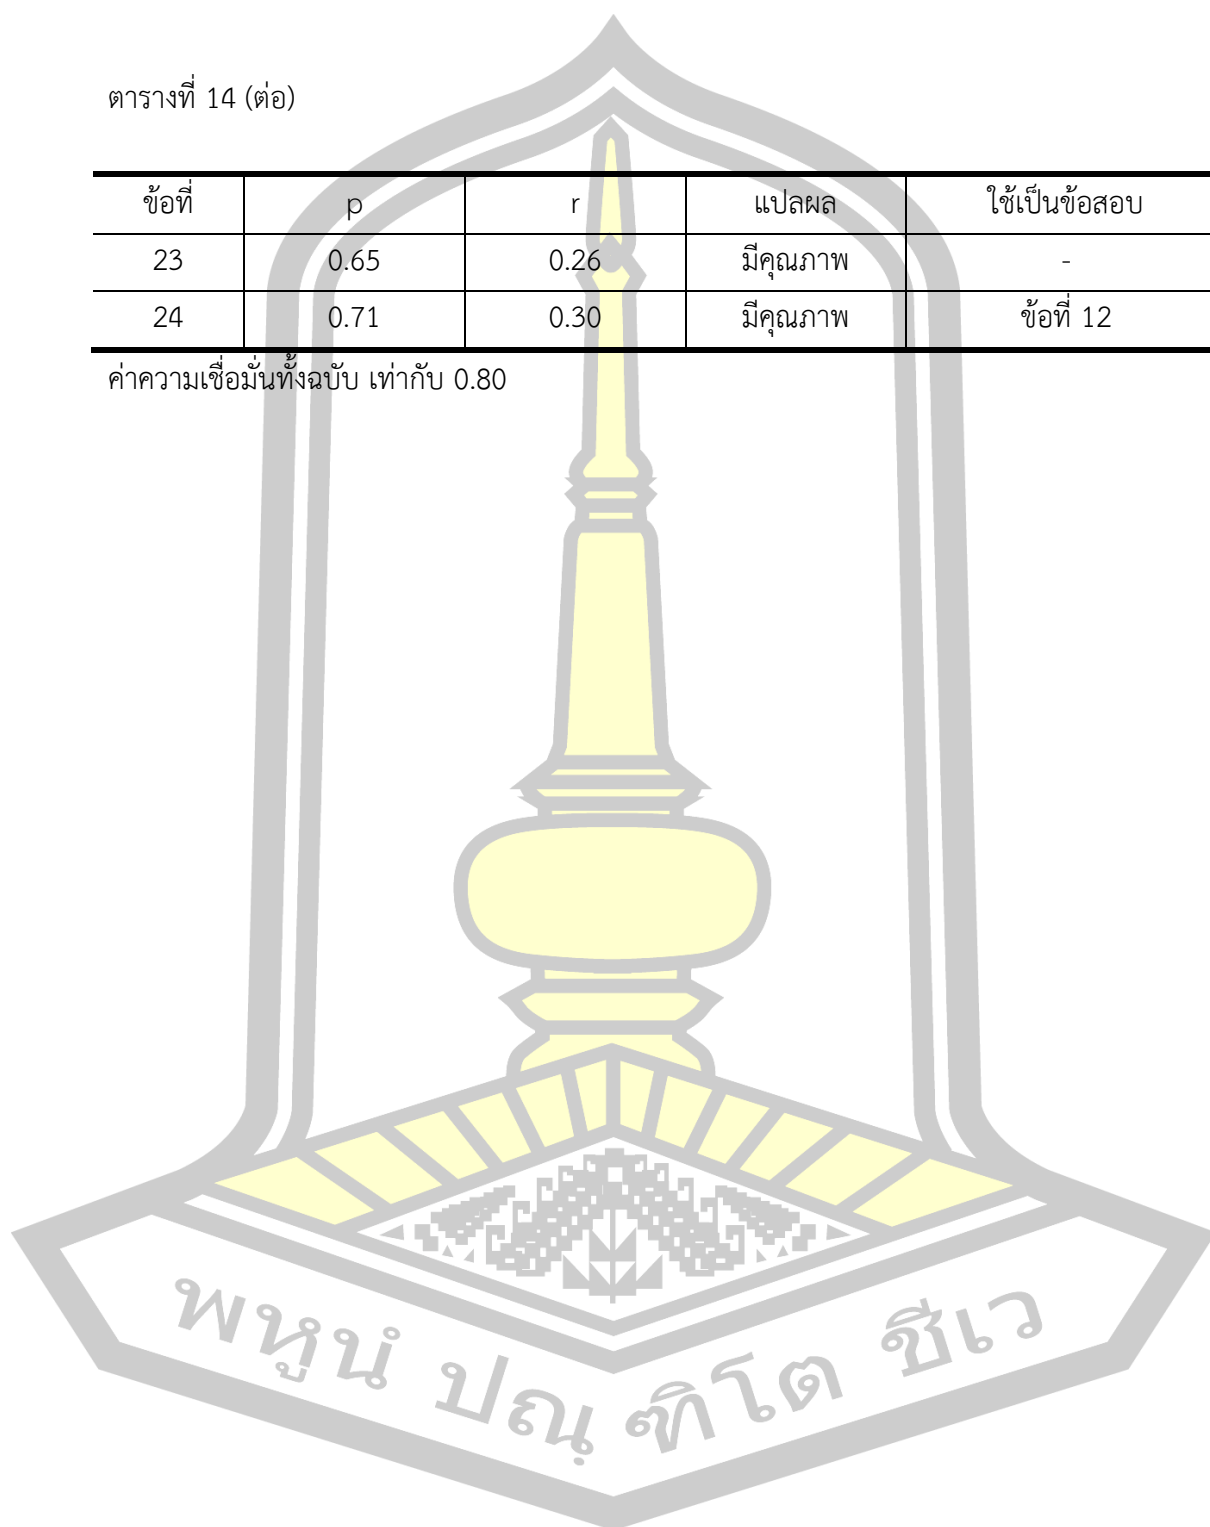 ตารางที่ 14 (ต่อ)
ข้อที่ p r แปลผล ใช้เป็นข้อสอบ
23 0.65 0.26 มีคุณภาพ -
24 0.71 0.30 มีคุณภาพ ข้อที่ 12
ค่าความเชื่อมั่นทั้งฉบับ เท่ากับ 0.80
พหูนํ ปณฺฑิโต ชีเว